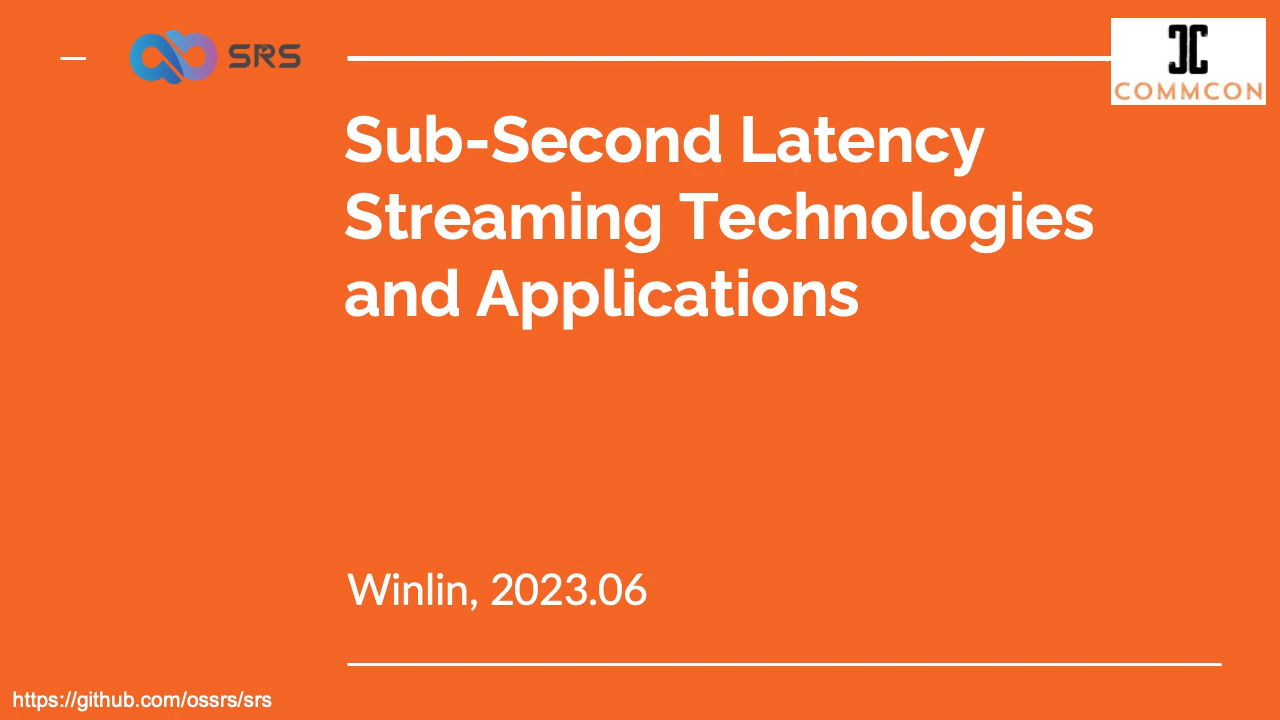 SRS
COMMCON
Sub-Second Latency
Streaming Technologies
and Applications
Winlin, 2023.06
https://github.com/ossrs/srs